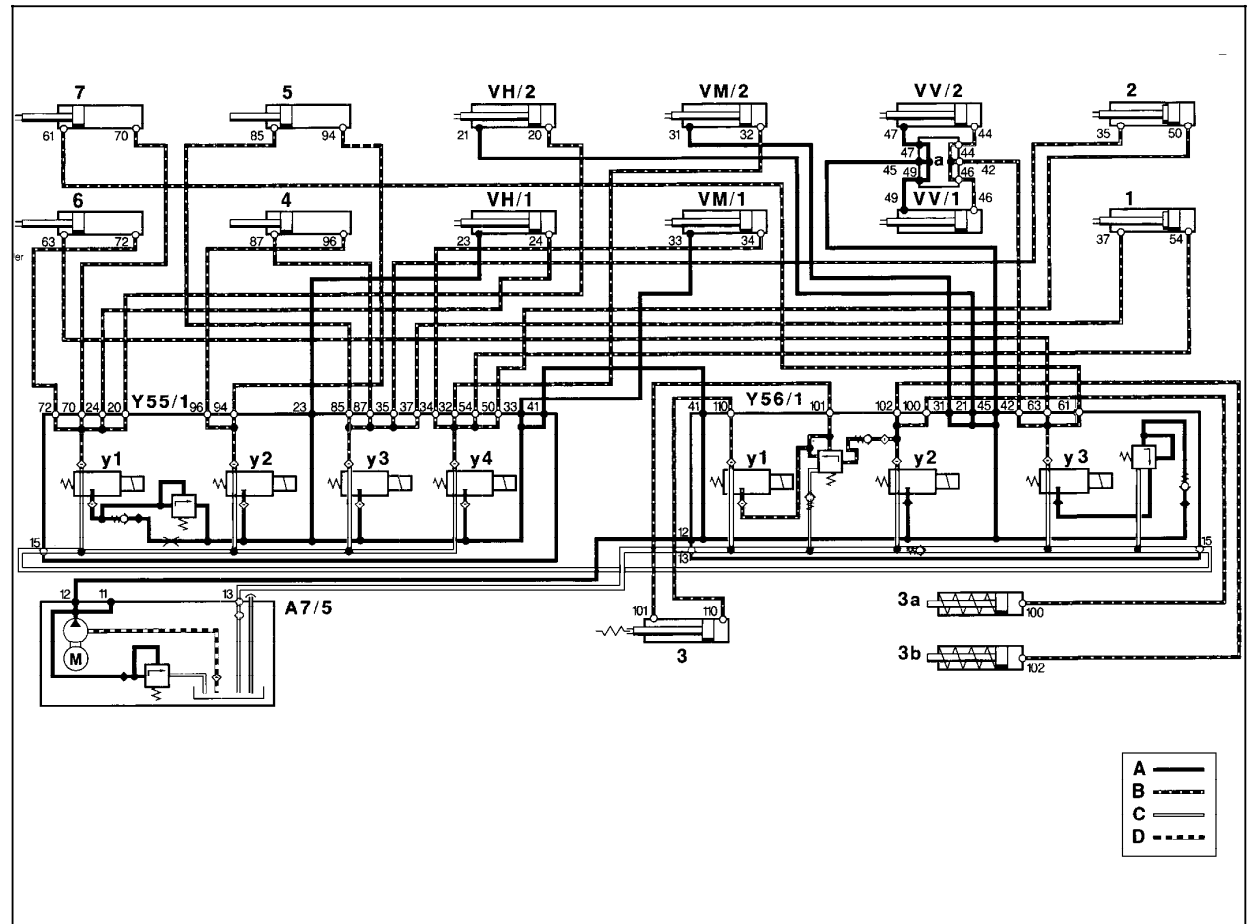 7 5 VH/2 VM/2 VV/2 2
61 70 85 94 21 20 31 32 47 44 35 50
47 44
45 a 42
49 46
6 4 VH/1 VM/1 49 VV/1 46 1
63 72 87 96 23 24 33 34 37 54
er
72 70 24 20 Y55/1 96 94 23 85 87 35 37 34 32 54 50 33 41
41 110 Y56/1 101 102 100 31 21 45 42 63 61
y1 y2 y3 y4 y1 y2 y3
15 12 13 15
12 11 13 A7/5
M
101 110
3
3a 100
3b 102
A
B
C
D